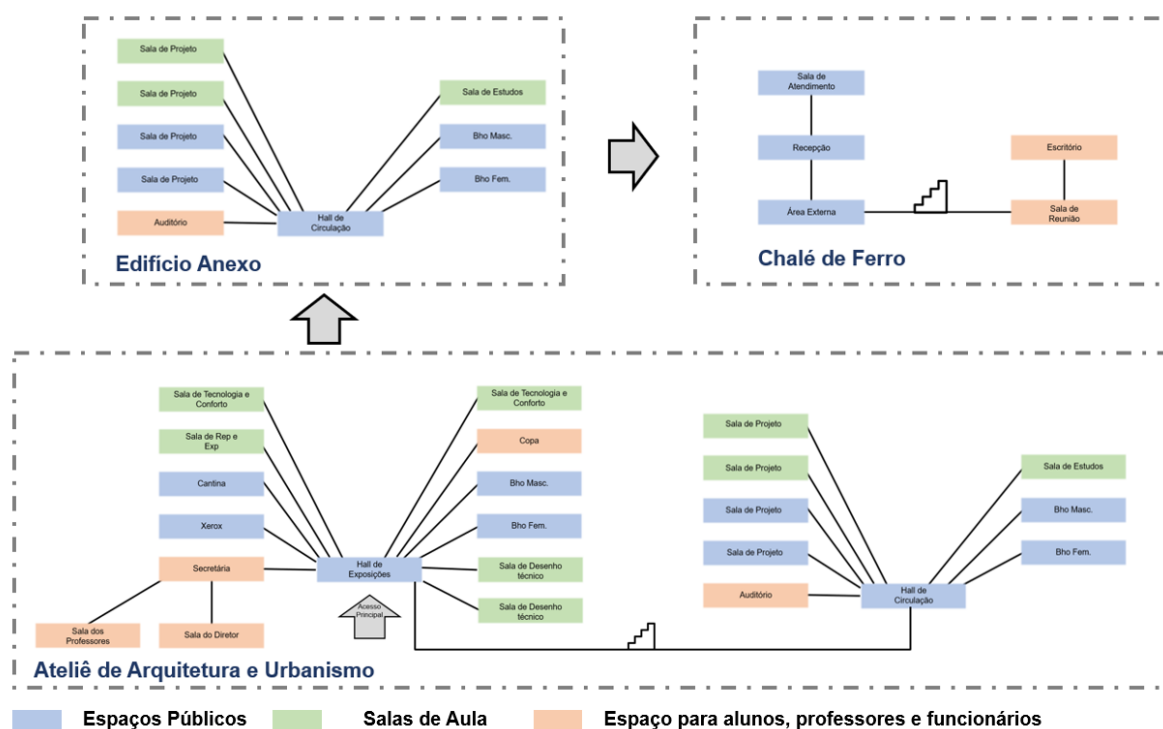 Sala de Projeto
Sala de Projeto
Sala de Projeto
Sala de Projeto
Auditório
Hall de
Circulação
Sala de Estudos
Bho Masc.
Bho Fem.
Edifício Anexo
Sala de
Atendimento
Recepção
Área Externa
Escritório
Sala de
Reunião
Chalé de Ferro
Sala de Tecnologia e
Conforto
Sala de Rep e
Exp
Cantina
Xerox
Secretária
Sala dos
Professores
Sala do Diretor
Hall de
Exposições
Acesso
Principal
Sala de Tecnologia e
Conforto
Copa
Bho Masc.
Bho Fem.
Sala de Desenho
técnico
Sala de Desenho
técnico
Sala de Projeto
Sala de Projeto
Sala de Projeto
Sala de Projeto
Auditório
Hall de
Circulação
Sala de Estudos
Bho Masc.
Bho Fem.
Ateliê de Arquitetura e Urbanismo
Espaços Públicos
Salas de Aula
Espaço para alunos, professores e funcionários